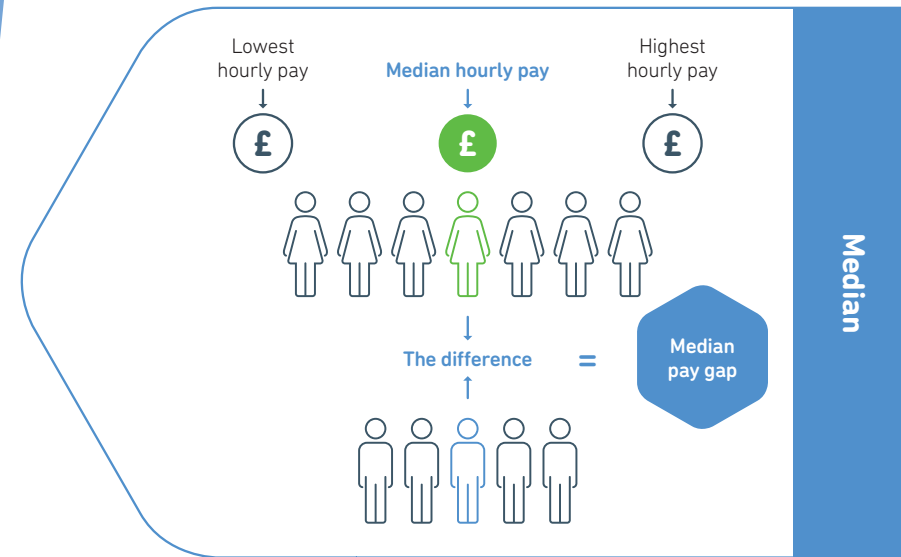 Lowest
hourly pay
Median hourly pay
Highest
hourly pay
£
£
£
The difference
=
Median
pay gap
Median